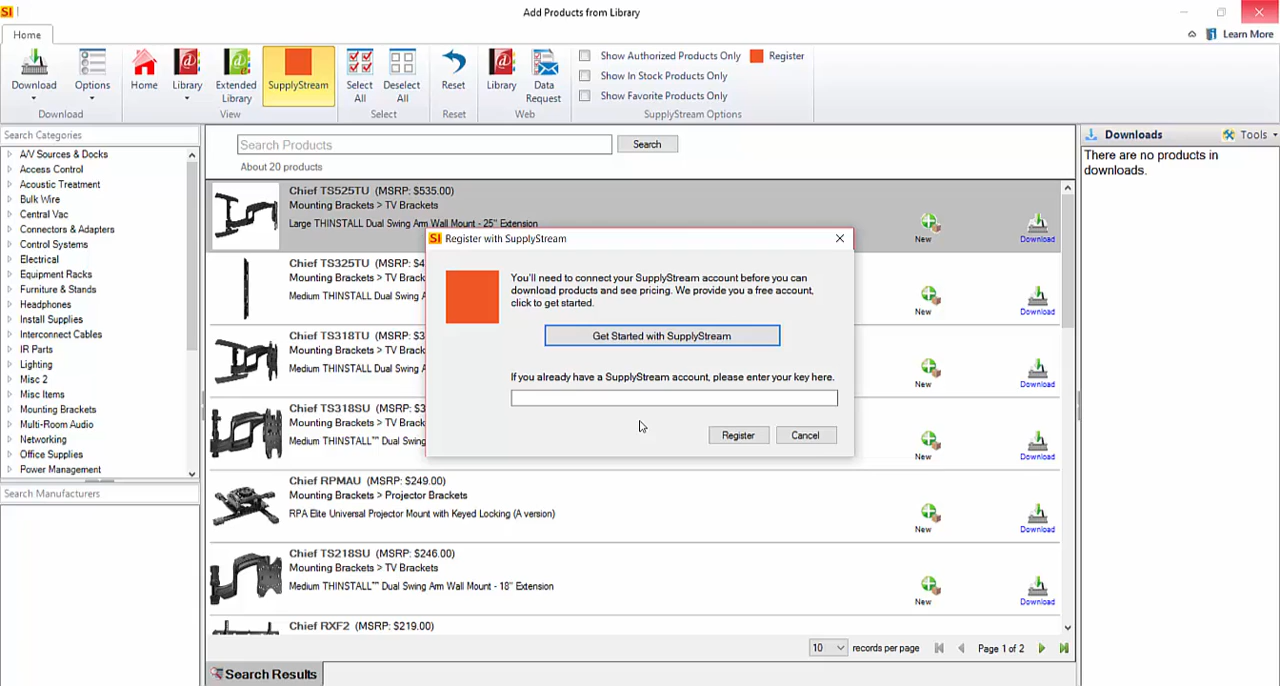 SI
Add Products from Library
Home
Learn More
Download
Options
Home
Library
Extended
Library
SupplyStream
Select
All
Deselect
All
Reset
Library
Data
Request
Show Authorized Products Only
Register
Show In Stock Products Only
Show Favorite Products Only
Download
View
Select
Reset
Web
SupplyStream Options
Search Categories
A/V Sources & Docks
Access Control
Acoustic Treatment
Bulk Wire
Central Vac
Connectors & Adapters
Control Systems
Electrical
Equipment Racks
Furniture & Stands
Headphones
Install Supplies
Interconnect Cables
IR Parts
Lighting
Misc 2
Misc Items
Mounting Brackets
Multi-Room Audio
Networking
Office Supplies
Power Management
Search Manufacturers
Search Products
Search
About 20 products
Chief TS525TU (MSRP: $535.00)
Mounting Brackets > TV Brackets
Large THINSTALL Dual Swing Arm Wall Mount - 25" Extension
New
Download
Chief TS325TU (MSRP: $4
Mounting Brackets > TV Brack
Medium THINSTALL Dual Swing A
New
Download
Chief TS318TU (MSRP: $3
Mounting Brackets > TV Brack
Medium THINSTALL Dual Swing A
New
Download
Chief TS318SU (MSRP: $3
Mounting Brackets > TV Brack
Medium THINSTALL™ Dual Swing
New
Download
Chief RPMAU (MSRP: $249.00)
Mounting Brackets > Projector Brackets
RPA Elite Universal Projector Mount with Keyed Locking (A version)
New
Download
Chief TS218SU (MSRP: $246.00)
Mounting Brackets > TV Brackets
Medium THINSTALL™ Dual Swing Arm Wall Mount - 18" Extension
New
Download
Chief RXF2 (MSRP: $219.00)
10
records per page
Page 1 of 2
Search Results
SI Register with SupplyStream
You'll need to connect your SupplyStream account before you can
download products and see pricing. We provide you a free account,
click to get started.
Get Started with SupplyStream
If you already have a SupplyStream account, please enter your key here.
Register
Cancel
Downloads
Tools
There are no products in
downloads.